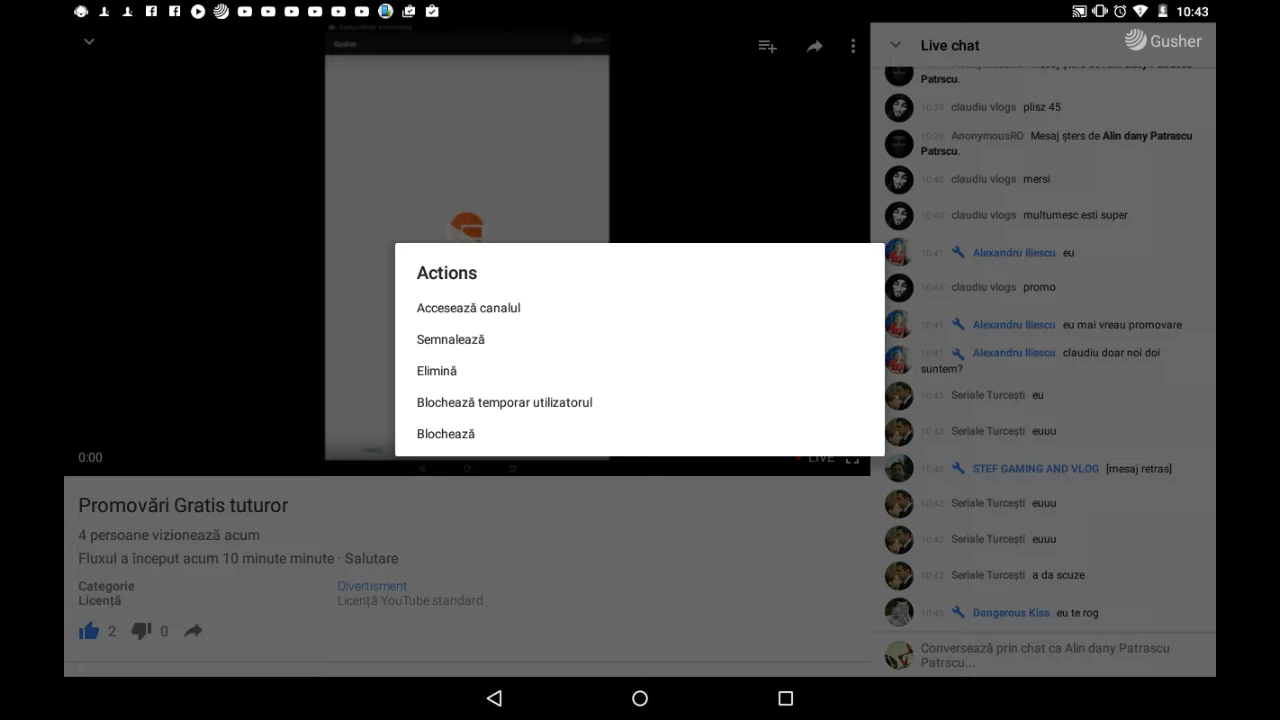 10:43
Gusher
Live chat
Gusher
Patrscu.
10:39 claudiu vlogs plisz 45
10:39 AnonymousRO Mesaj șters de Alin dany Patrascu
Patrscu.
10:40 claudiu vlogs mersi
10:40 claudiu vlogs multumesc esti super
Actions
Accesează canalul
Semnalează
Elimină
Blochează temporar utilizatorul
Blochează
10:41 Alexandru Iliescu eu
10:41 claudiu vlogs promo
10:41 Alexandru Iliescu eu mai vreau promovare
10:41 Alexandru Iliescu claudiu doar noi doi
suntem?
10:41 Seriale Turcești eu
10:42 Seriale Turcești euuu
0:00
LIVE
10:42 STEF GAMING AND VLOG [mesaj retras]
10:42 Seriale Turcești euuu
10:42 Seriale Turcești euuu
10:42 Seriale Turcești a da scuze
10:43 Dangerous Kiss eu te rog
Conversează prin chat ca Alin dany Patrascu
Patrscu...
Promovări Gratis tuturor
4 persoane vizionează acum
Fluxul a început acum 10 minute minute · Salutare
Categorie Divertisment
Licență Licență YouTube standard
2 0